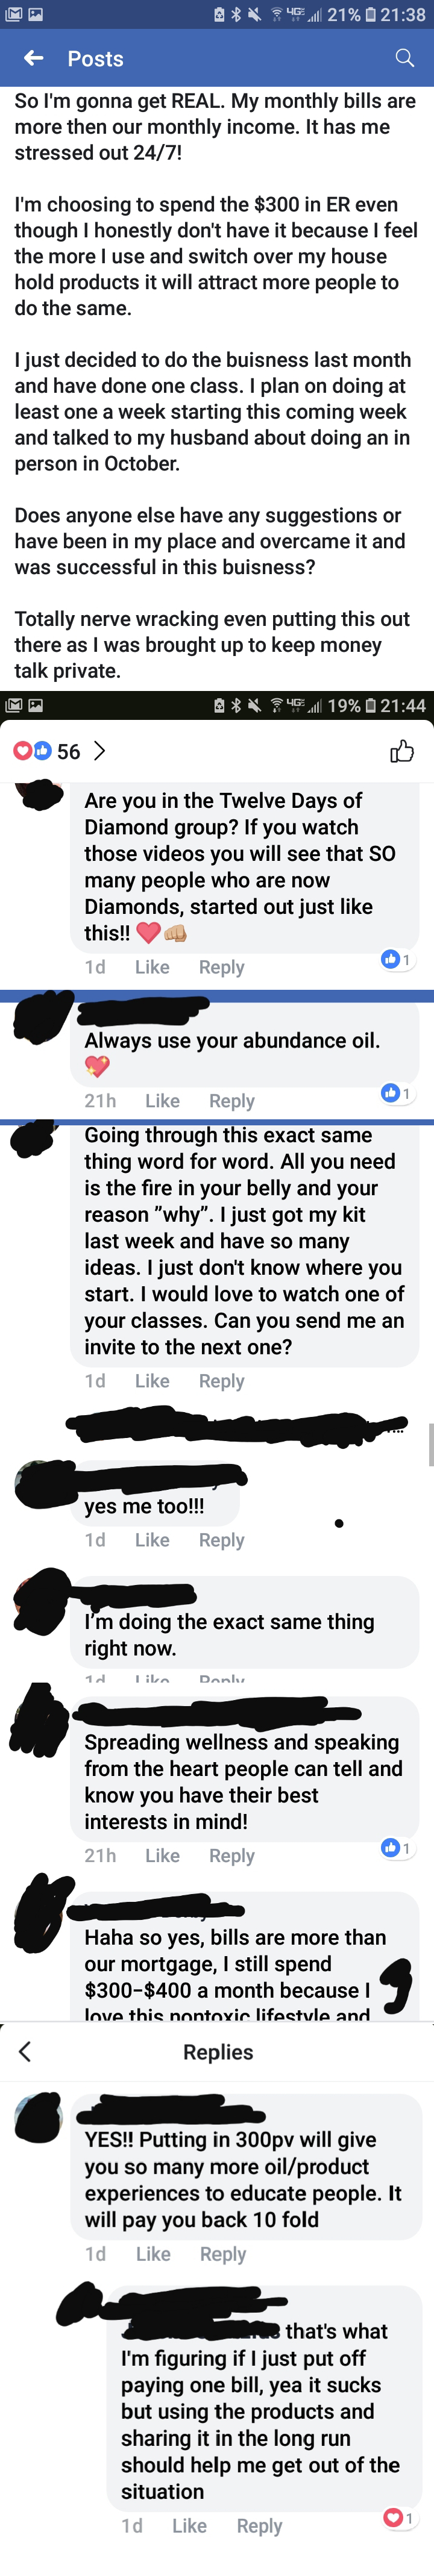 21% 21:38
Posts
So I'm gonna get REAL. My monthly bills are
more then our monthly income. It has me
stressed out 24/7!
I'm choosing to spend the $300 in ER even
though I honestly don't have it because I feel
the more I use and switch over my house
hold products it will attract more people to
do the same.
I just decided to do the buisness last month
and have done one class. I plan on doing at
least one a week starting this coming week
and talked to my husband about doing an in
person in October.
Does anyone else have any suggestions or
have been in my place and overcame it and
was successful in this buisness?
Totally nerve wracking even putting this out
there as I was brought up to keep money
talk private.
19% 21:44
56
Are you in the Twelve Days of
Diamond group? If you watch
those videos you will see that SO
many people who are now
Diamonds, started out just like
this!! ❤️👊🏼
1d Like Reply 1
Always use your abundance oil.
💖
21h Like Reply 1
Going through this exact same
thing word for word. All you need
is the fire in your belly and your
reason ”why”. I just got my kit
last week and have so many
ideas. I just don't know where you
start. I would love to watch one of
your classes. Can you send me an
invite to the next one?
1d Like Reply
yes me too!!!
1d Like Reply
I’m doing the exact same thing
right now.
1d Like Reply
Spreading wellness and speaking
from the heart people can tell and
know you have their best
interests in mind!
21h Like Reply 1
Haha so yes, bills are more than
our mortgage, I still spend
$300-$400 a month because I
love this nontoxic lifestyle and
Replies
YES!! Putting in 300pv will give
you so many more oil/product
experiences to educate people. It
will pay you back 10 fold
1d Like Reply
that's what
I'm figuring if I just put off
paying one bill, yea it sucks
but using the products and
sharing it in the long run
should help me get out of the
situation
1d Like Reply 1